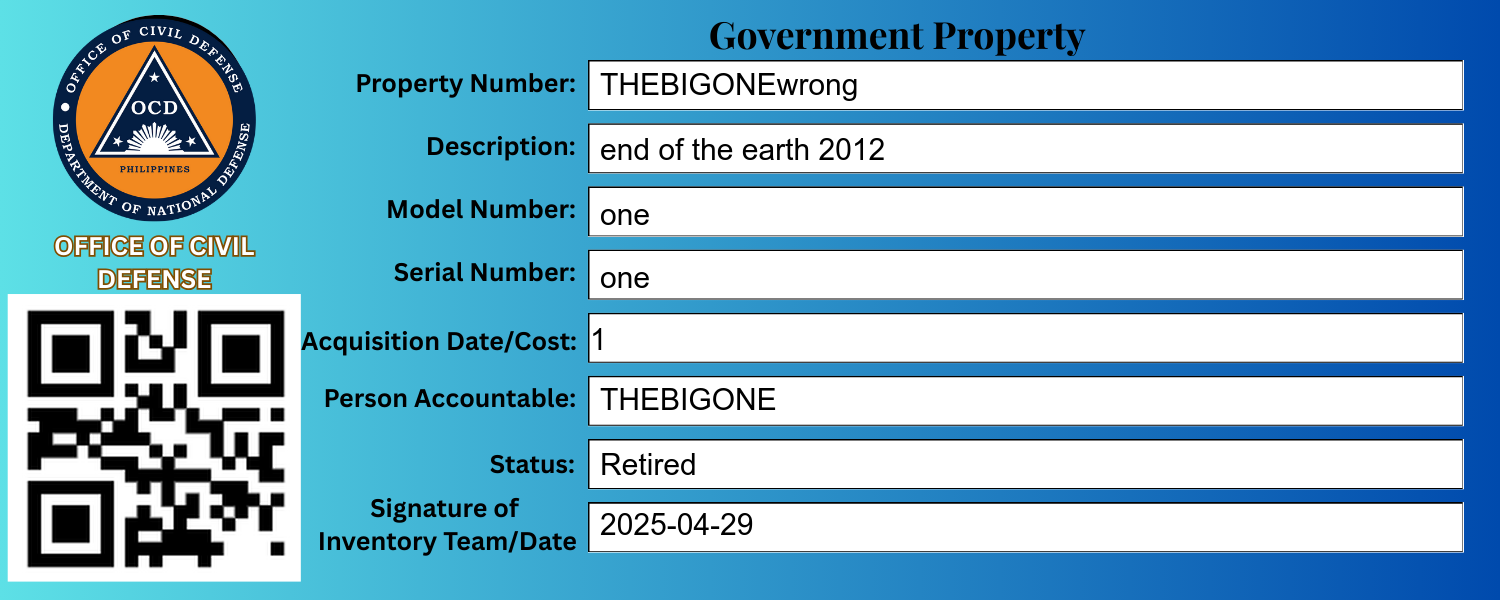 Government Property
OFFICE OF CIVIL DEFENSE
DEPARTMENT OF NATIONAL DEFENSE
OCD
PHILIPPINES
OFFICE OF CIVIL
DEFENSE
Property Number: THEBIGONEwrong
Description: end of the earth 2012
Model Number: one
Serial Number: one
Acquisition Date/Cost: 1
Person Accountable: THEBIGONE
Status: Retired
Signature of
Inventory Team/Date 2025-04-29